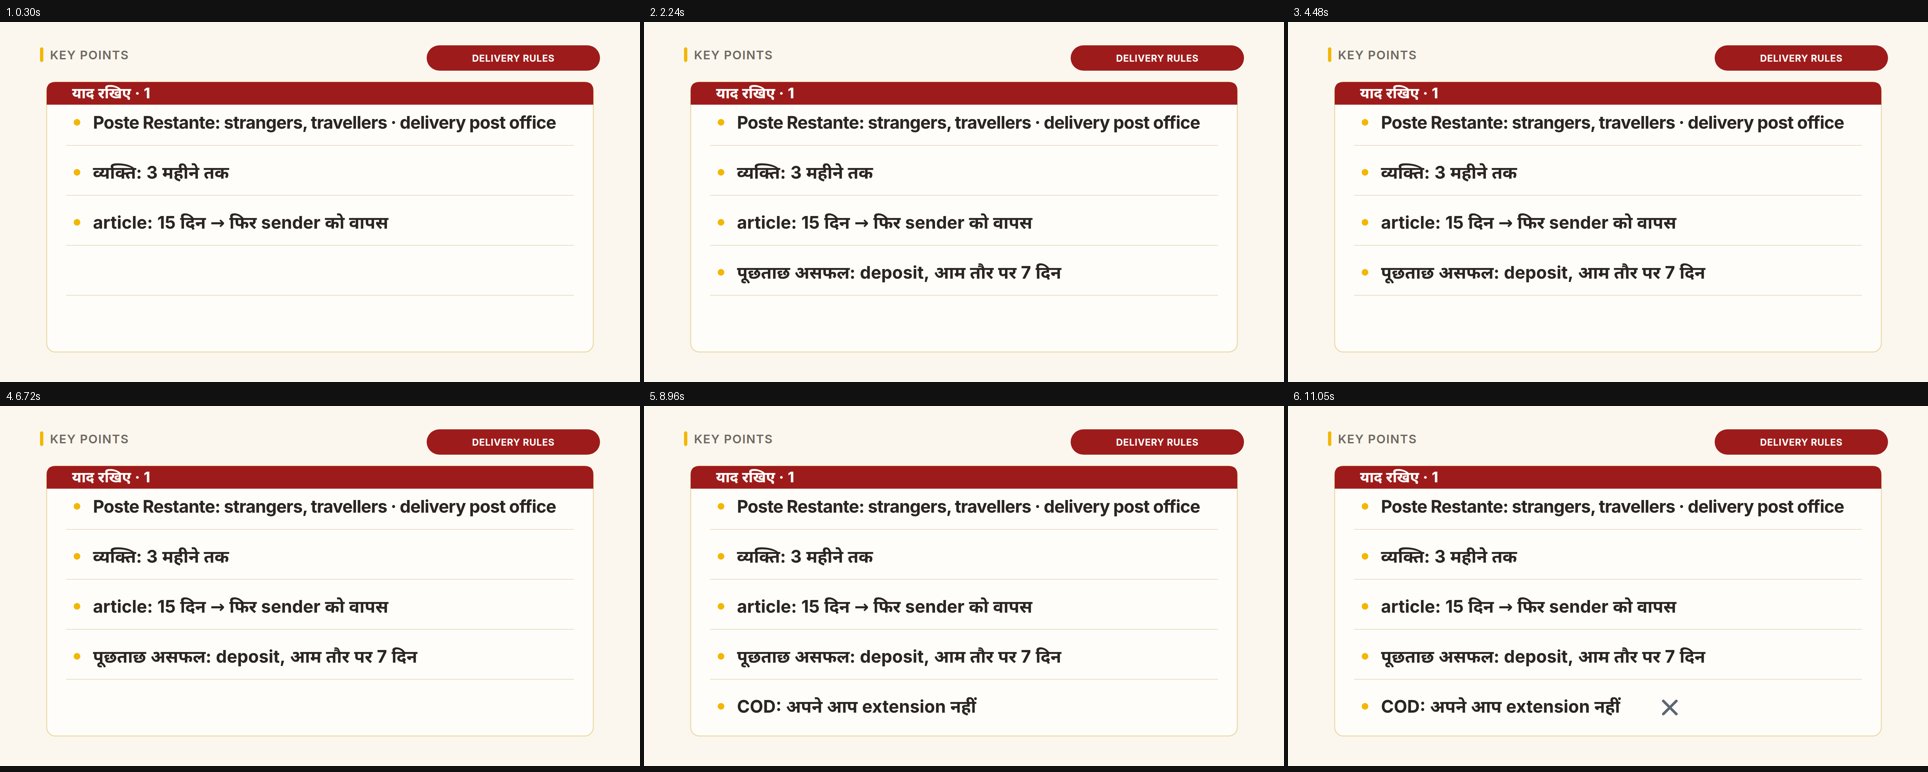 1. 0.30s
KEY POINTS
DELIVERY RULES
याद रखिए · 1
Poste Restante: strangers, travellers · delivery post office
व्यक्ति: 3 महीने तक
article: 15 दिन → फिर sender को वापस
2. 2.24s
KEY POINTS
DELIVERY RULES
याद रखिए · 1
Poste Restante: strangers, travellers · delivery post office
व्यक्ति: 3 महीने तक
article: 15 दिन → फिर sender को वापस
पूछताछ असफल: deposit, आम तौर पर 7 दिन
3. 4.48s
KEY POINTS
DELIVERY RULES
याद रखिए · 1
Poste Restante: strangers, travellers · delivery post office
व्यक्ति: 3 महीने तक
article: 15 दिन → फिर sender को वापस
पूछताछ असफल: deposit, आम तौर पर 7 दिन
4. 6.72s
KEY POINTS
DELIVERY RULES
याद रखिए · 1
Poste Restante: strangers, travellers · delivery post office
व्यक्ति: 3 महीने तक
article: 15 दिन → फिर sender को वापस
पूछताछ असफल: deposit, आम तौर पर 7 दिन
5. 8.96s
KEY POINTS
DELIVERY RULES
याद रखिए · 1
Poste Restante: strangers, travellers · delivery post office
व्यक्ति: 3 महीने तक
article: 15 दिन → फिर sender को वापस
पूछताछ असफल: deposit, आम तौर पर 7 दिन
COD: अपने आप extension नहीं
6. 11.05s
KEY POINTS
DELIVERY RULES
याद रखिए · 1
Poste Restante: strangers, travellers · delivery post office
व्यक्ति: 3 महीने तक
article: 15 दिन → फिर sender को वापस
पूछताछ असफल: deposit, आम तौर पर 7 दिन
COD: अपने आप extension नहीं ✕